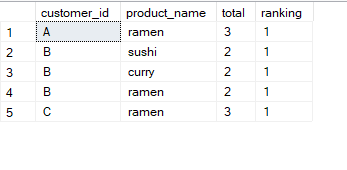 customer_id product_name total ranking
1 A ramen 3 1
2 B sushi 2 1
3 B curry 2 1
4 B ramen 2 1
5 C ramen 3 1